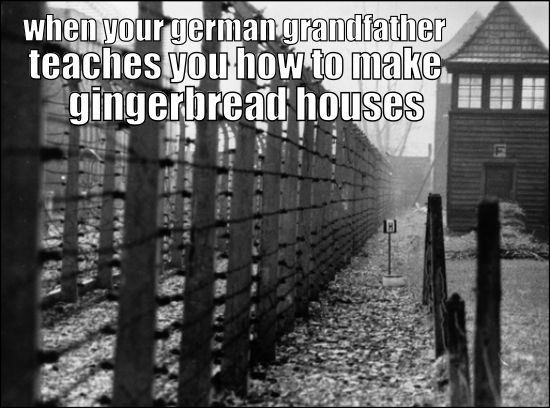 when your german grandfather
teaches you how to make
gingerbread houses
F